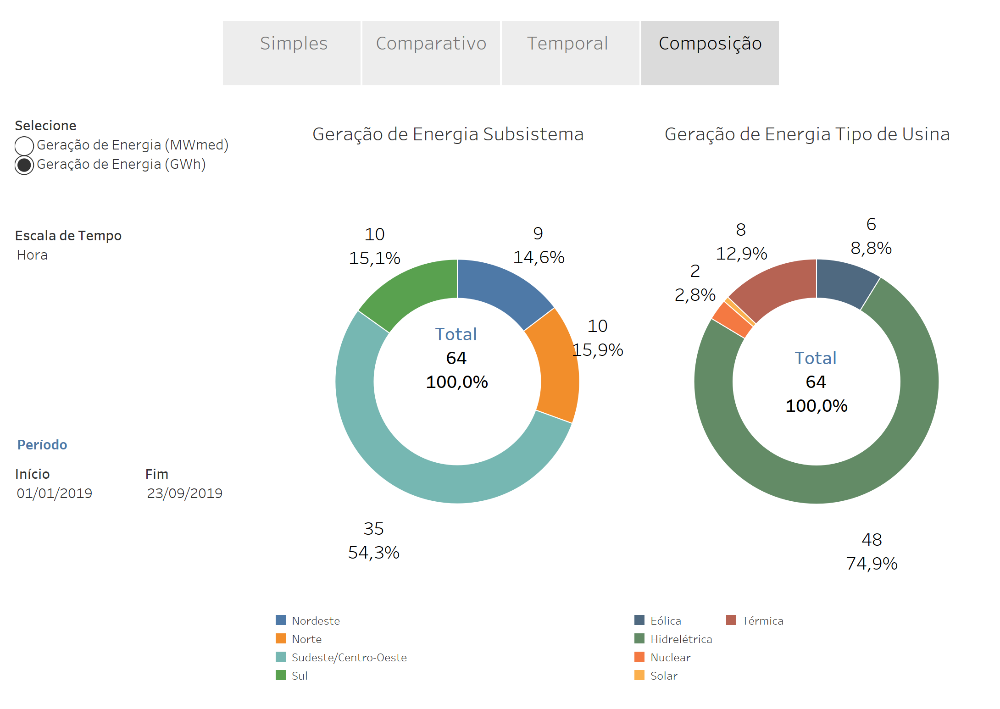 Simples
Comparativo
Temporal
Composição
Selecione
Geração de Energia (MWmed)
Geração de Energia (GWh)
Escala de Tempo
Hora
Período
Início
Fim
01/01/2019
23/09/2019
Geração de Energia Subsistema
10
15,1%
9
14,6%
10
15,9%
Total
64
100,0%
35
54,3%
Nordeste
Norte
Sudeste/Centro-Oeste
Sul
Geração de Energia Tipo de Usina
8
12,9%
6
8,8%
2
2,8%
Total
64
100,0%
48
74,9%
Eólica
Térmica
Hidrelétrica
Nuclear
Solar